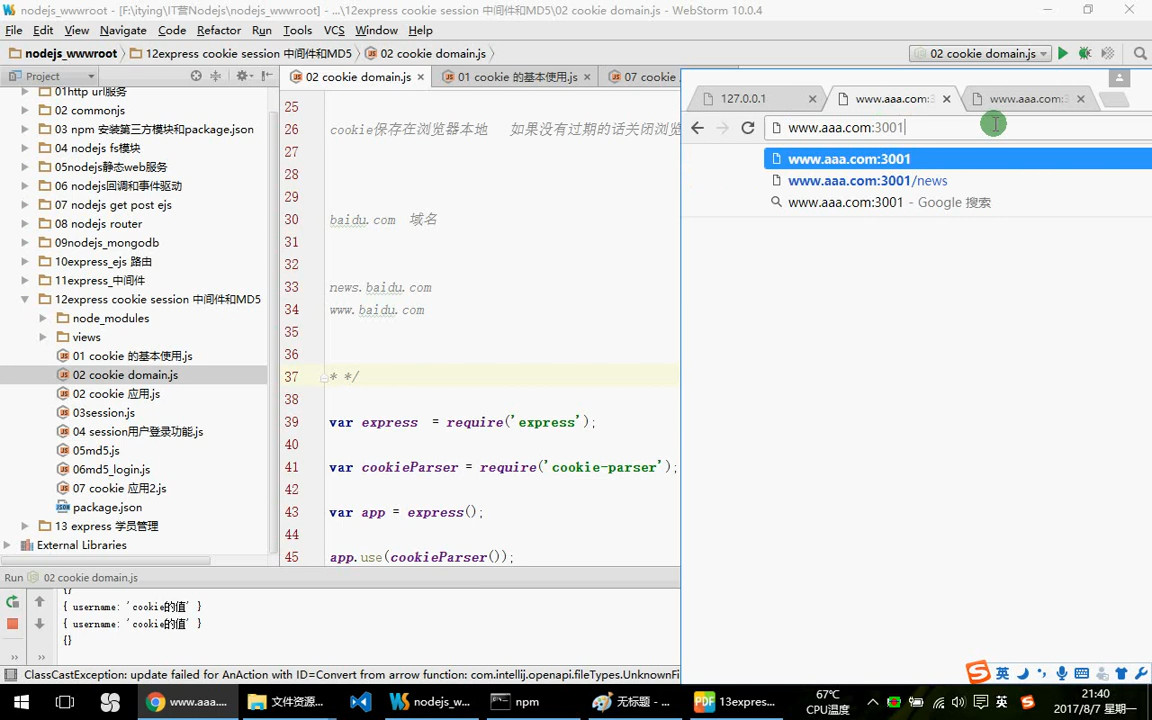 nodejs_wwwroot - [F:\itying\IT营Nodejs\nodejs_wwwroot] - ...\12express cookie session 中间件和MD5\02 cookie domain.js - WebStorm 10.0.4
File Edit View Navigate Code Refactor Run Tools VCS Window Help
nodejs_wwwroot 12express cookie session 中间件和MD5 02 cookie domain.js
02 cookie domain.js
Project
02 cookie domain.js
01 cookie 的基本使用.js
07 cookie
01http url服务
02 commonjs
03 npm 安装第三方模块和package.json
04 nodejs fs模块
05nodejs静态web服务
06 nodejs回调和事件驱动
07 nodejs get post ejs
08 nodejs router
09nodejs_mongodb
10express_ejs 路由
11express_中间件
12express cookie session 中间件和MD5
node_modules
views
01 cookie 的基本使用.js
02 cookie domain.js
02 cookie 应用.js
03session.js
04 session用户登录功能.js
05md5.js
06md5_login.js
07 cookie 应用2.js
package.json
13 express 学员管理
External Libraries
25
26 cookie保存在浏览器本地 如果没有过期的话关闭浏览
27
28
29
30 baidu.com 域名
31
32
33 news.baidu.com
34 www.baidu.com
35
36
37 * */
38
39 var express = require('express');
40
41 var cookieParser = require('cookie-parser');
42
43 var app = express();
44
45 app.use(cookieParser());
127.0.0.1
www.aaa.com:
www.aaa.com:3
www.aaa.com:3001
www.aaa.com:3001
www.aaa.com:3001/news
www.aaa.com:3001 - Google 搜索
Run 02 cookie domain.js
{ username: 'cookie的值' }
{ username: 'cookie的值' }
{}
ClassCastException: update failed for AnAction with ID=Convert from arrow function: com.intellij.openapi.fileTypes.UnknownFi
英
www.aaa....
文件资源...
nodejs_w...
npm
无标题 - ...
13expres...
67℃
CPU温度
英
21:40
2017/8/7 星期一